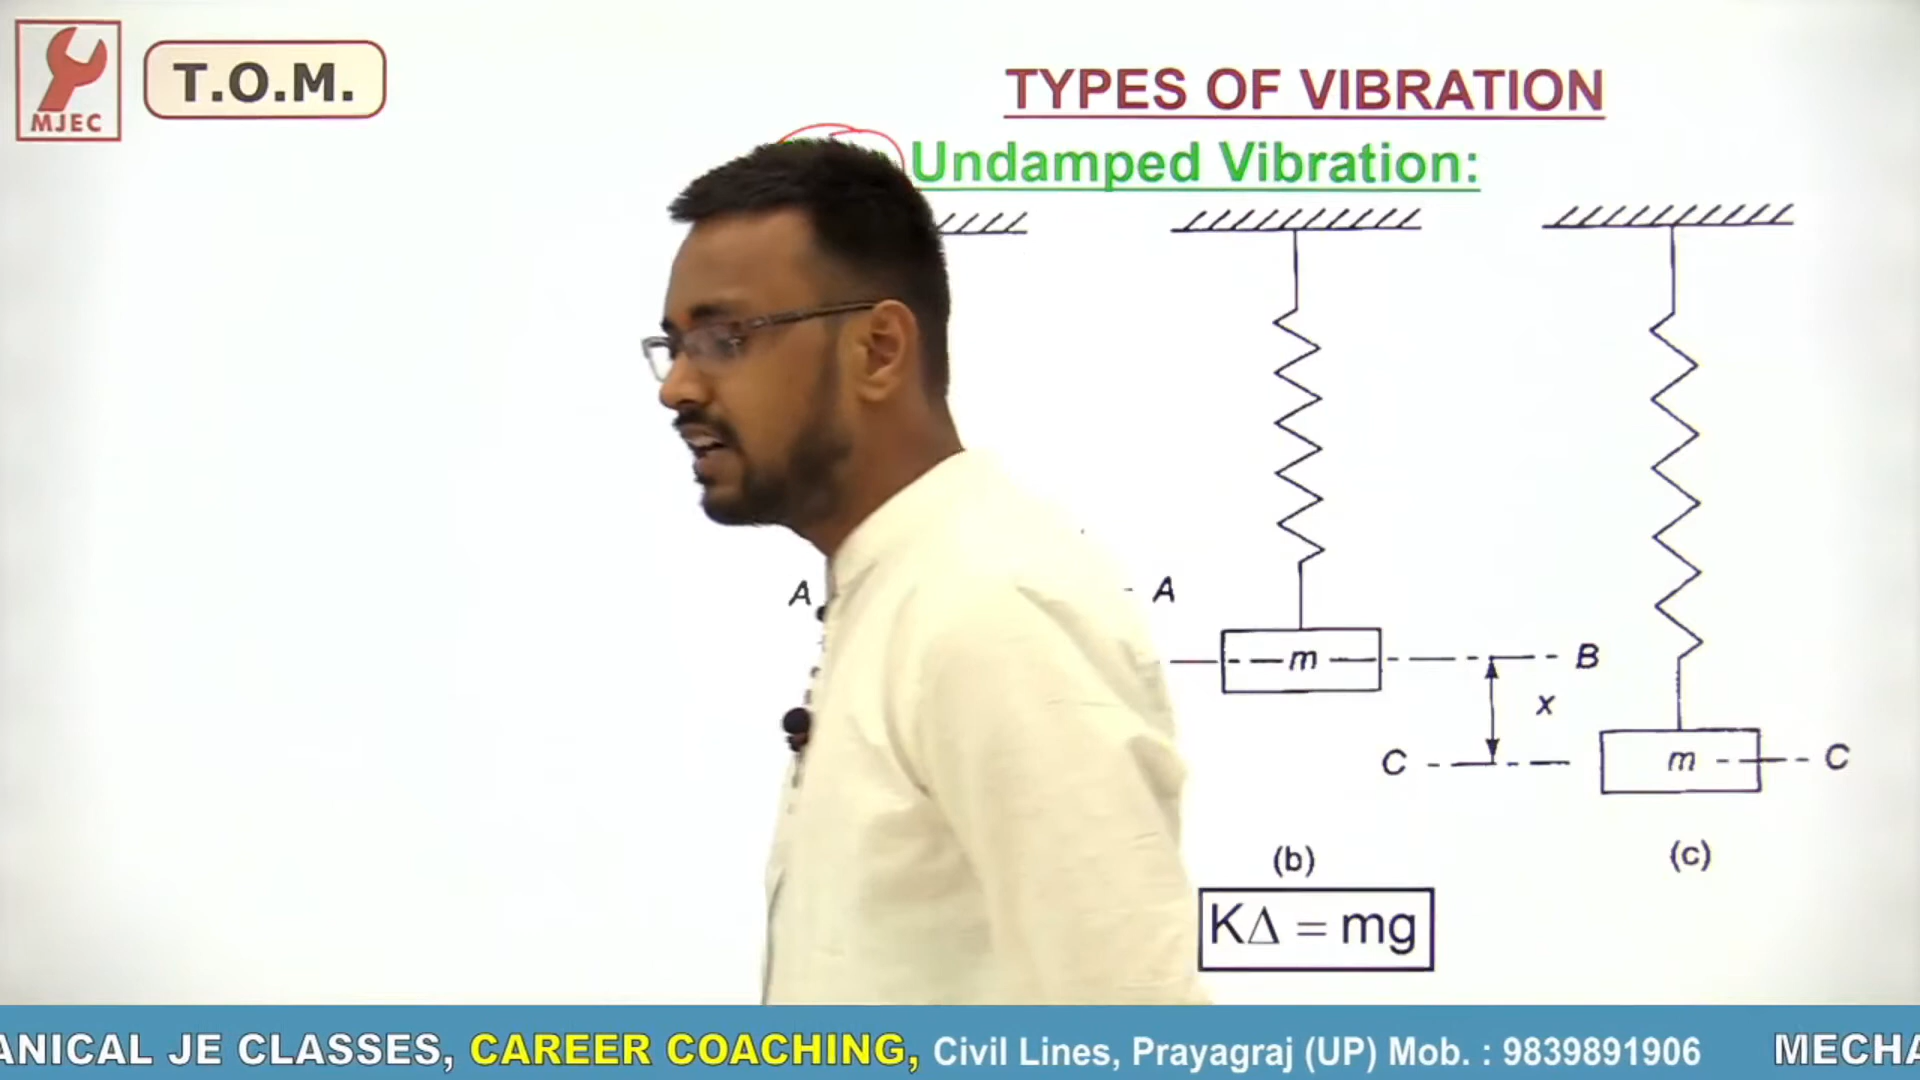 MJEC
T.O.M.
TYPES OF VIBRATION
Undamped Vibration:
A
A
m
B
x
C
m
C
(b)
(c)
KΔ = mg
ANICAL JE CLASSES, CAREER COACHING, Civil Lines, Prayagraj (UP) Mob. : 9839891906 MECHA